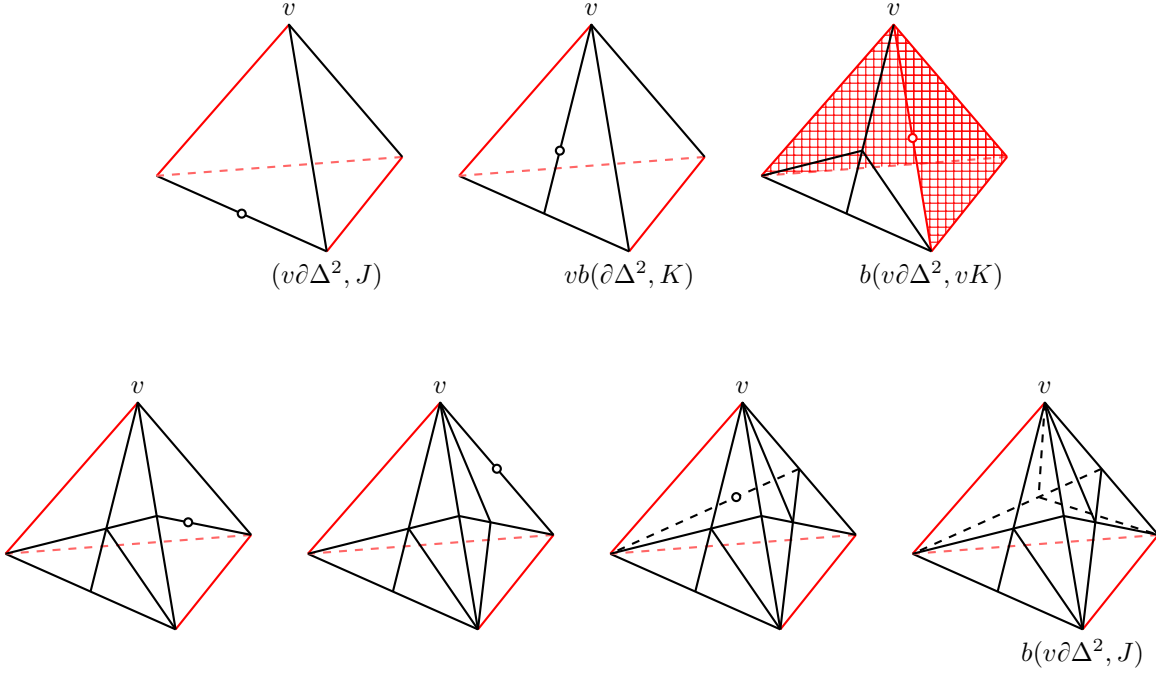 v v v
(v∂Δ², J) vb(∂Δ², K) b(v∂Δ², vK)
v v v v
b(v∂Δ², J)